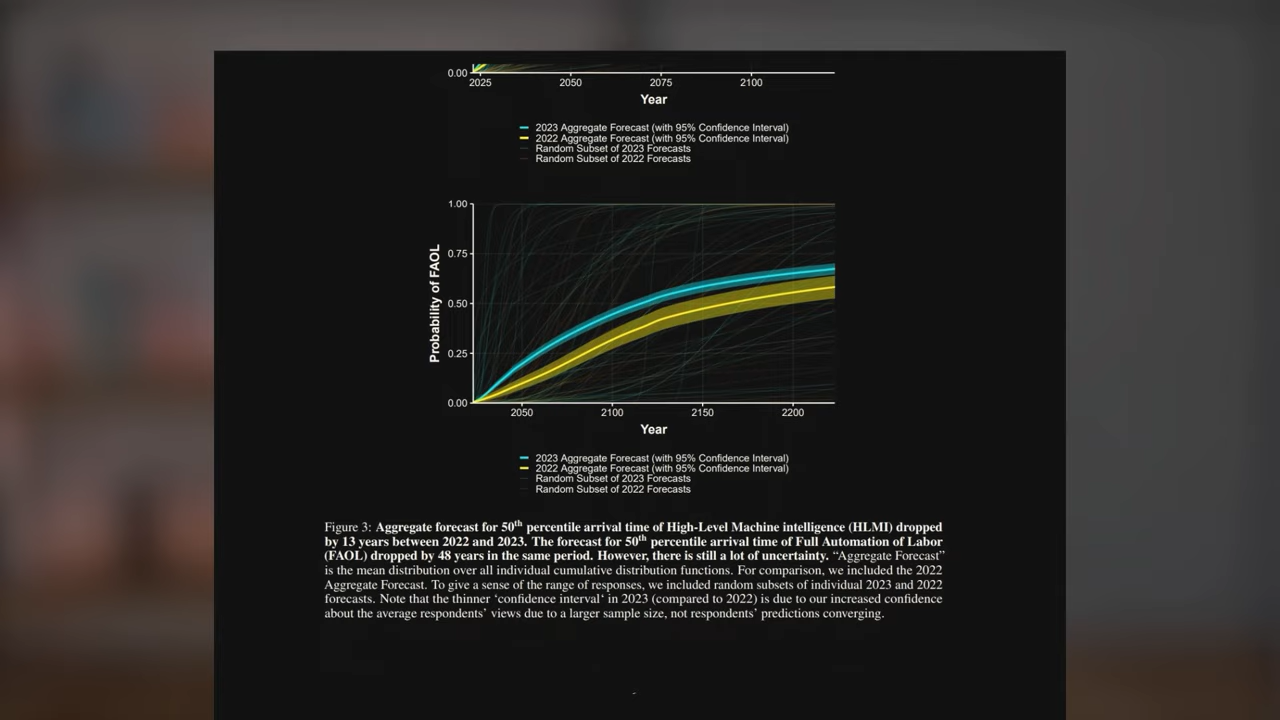 0.00
2025 2050 2075 2100
Year
2023 Aggregate Forecast (with 95% Confidence Interval)
2022 Aggregate Forecast (with 95% Confidence Interval)
Random Subset of 2023 Forecasts
Random Subset of 2022 Forecasts
1.00
0.75
0.50
0.25
0.00
Probability of FAOL
2050 2100 2150 2200
Year
2023 Aggregate Forecast (with 95% Confidence Interval)
2022 Aggregate Forecast (with 95% Confidence Interval)
Random Subset of 2023 Forecasts
Random Subset of 2022 Forecasts
Figure 3: Aggregate forecast for 50th percentile arrival time of High-Level Machine intelligence (HLMI) dropped
by 13 years between 2022 and 2023. The forecast for 50th percentile arrival time of Full Automation of Labor
(FAOL) dropped by 48 years in the same period. However, there is still a lot of uncertainty. “Aggregate Forecast”
is the mean distribution over all individual cumulative distribution functions. For comparison, we included the 2022
Aggregate Forecast. To give a sense of the range of responses, we included random subsets of individual 2023 and 2022
forecasts. Note that the thinner ‘confidence interval‘ in 2023 (compared to 2022) is due to our increased confidence
about the average respondents’ views due to a larger sample size, not respondents’ predictions converging.